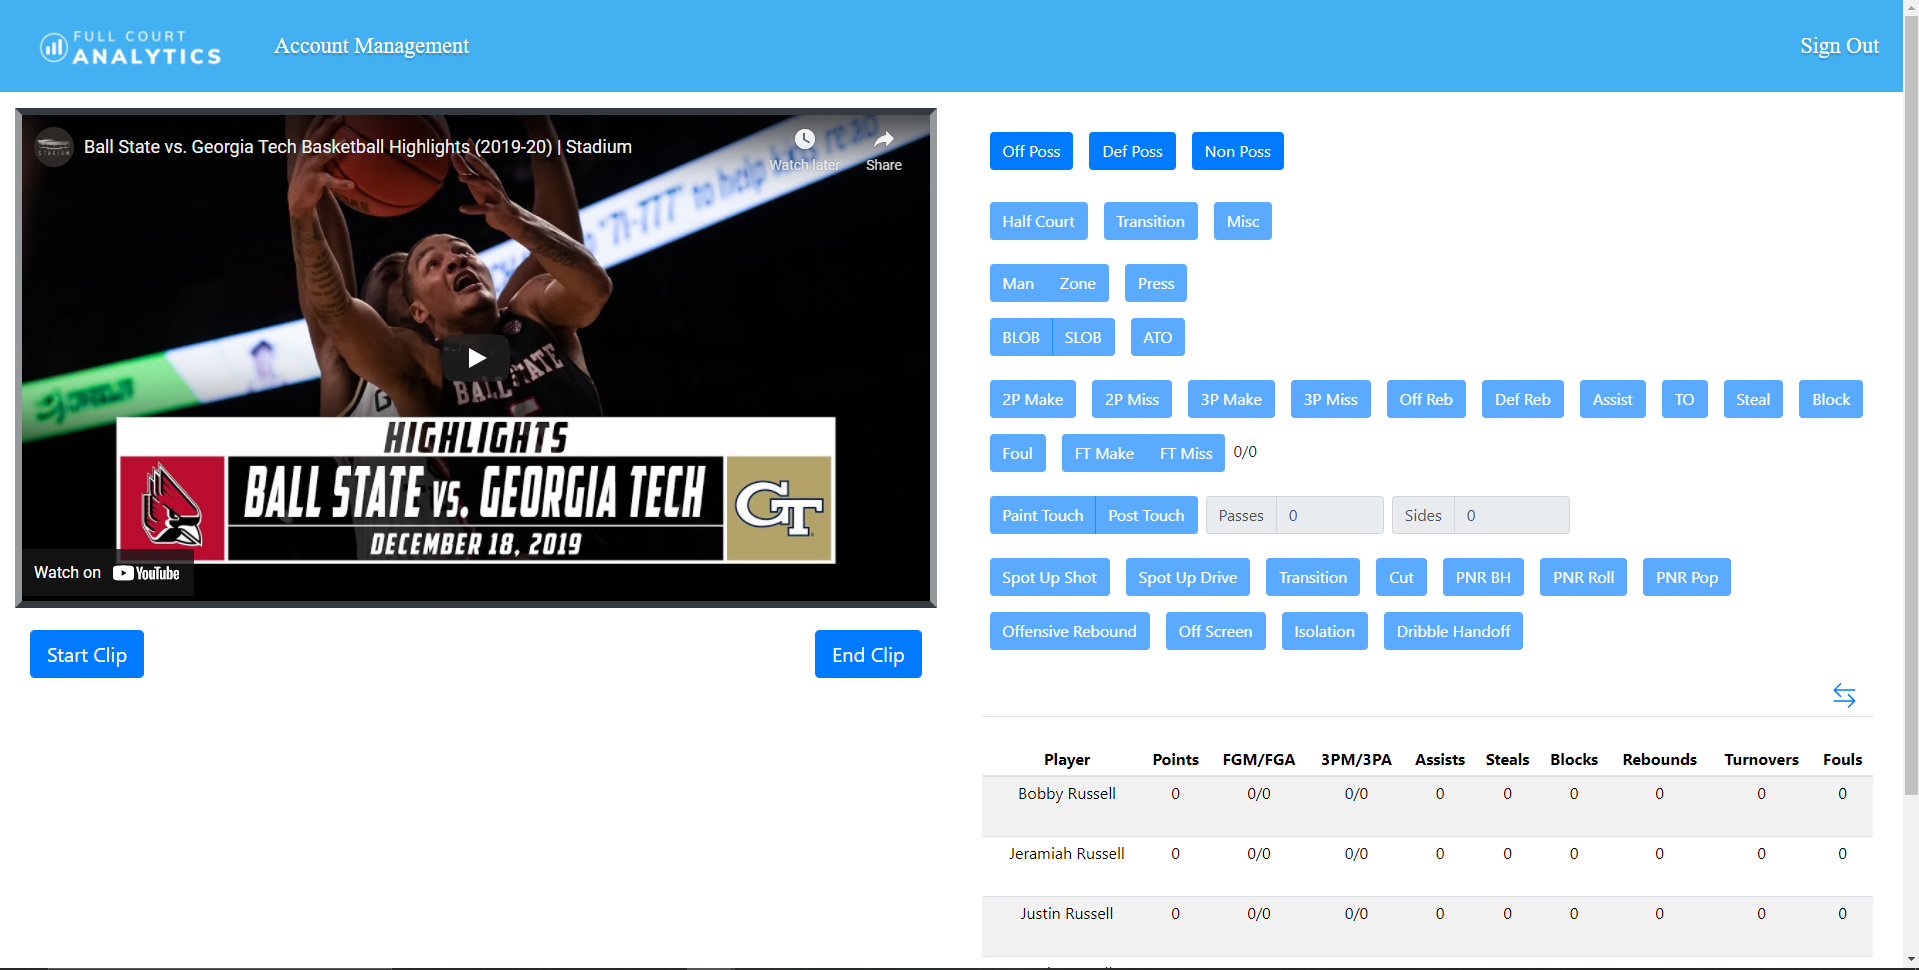 FULL COURT
ANALYTICS
Account Management
Sign Out
Ball State vs. Georgia Tech Basketball Highlights (2019-20) | Stadium
Watch later
Share
HIGHLIGHTS
BALL STATE vs. GEORGIA TECH
DECEMBER 18, 2019
GT
BALL STATE
Watch on YouTube
Start Clip
End Clip
Off Poss Def Poss Non Poss
Half Court Transition Misc
Man Zone Press
BLOB SLOB ATO
2P Make 2P Miss 3P Make 3P Miss Off Reb Def Reb Assist TO Steal Block
Foul FT Make FT Miss 0/0
Paint Touch Post Touch Passes 0 Sides 0
Spot Up Shot Spot Up Drive Transition Cut PNR BH PNR Roll PNR Pop
Offensive Rebound Off Screen Isolation Dribble Handoff
Player Points FGM/FGA 3PM/3PA Assists Steals Blocks Rebounds Turnovers Fouls
Bobby Russell 0 0/0 0/0 0 0 0 0 0 0
Jeramiah Russell 0 0/0 0/0 0 0 0 0 0 0
Justin Russell 0 0/0 0/0 0 0 0 0 0 0